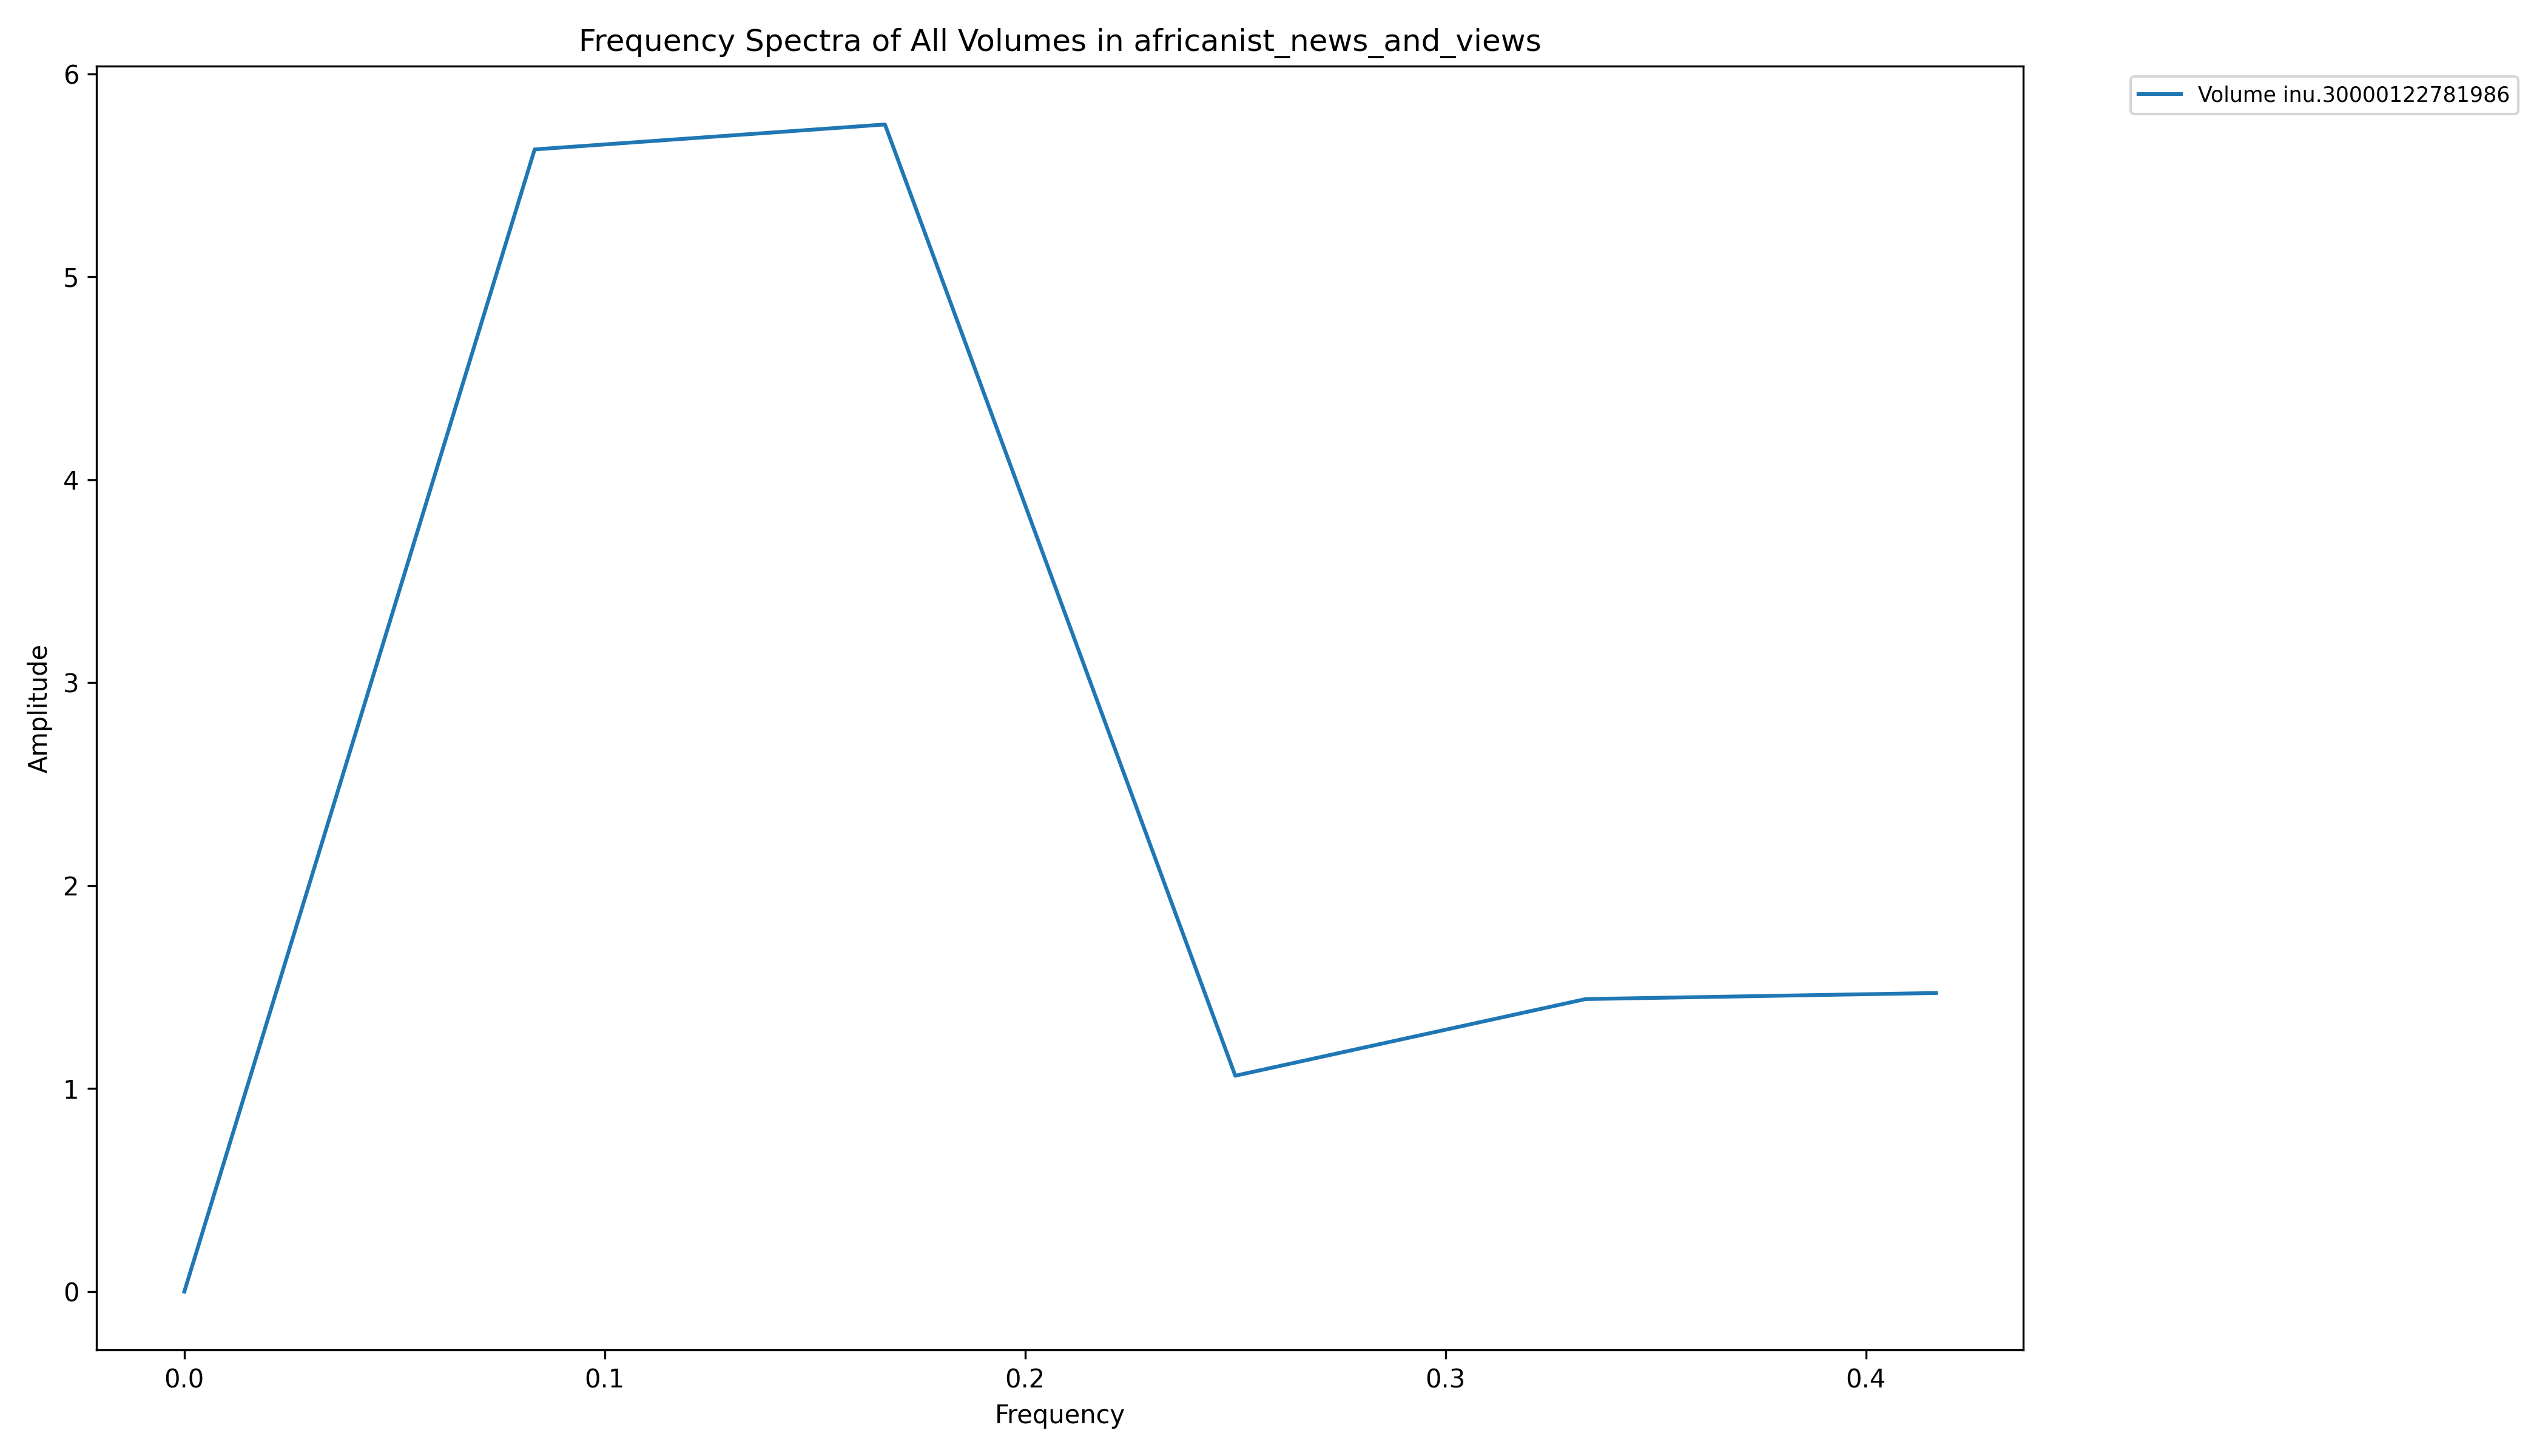 Frequency Spectra of All Volumes in africanist_news_and_views
Volume inu.30000122781986
6
5
4
3
2
1
0
Amplitude
0.0 0.1 0.2 0.3 0.4
Frequency